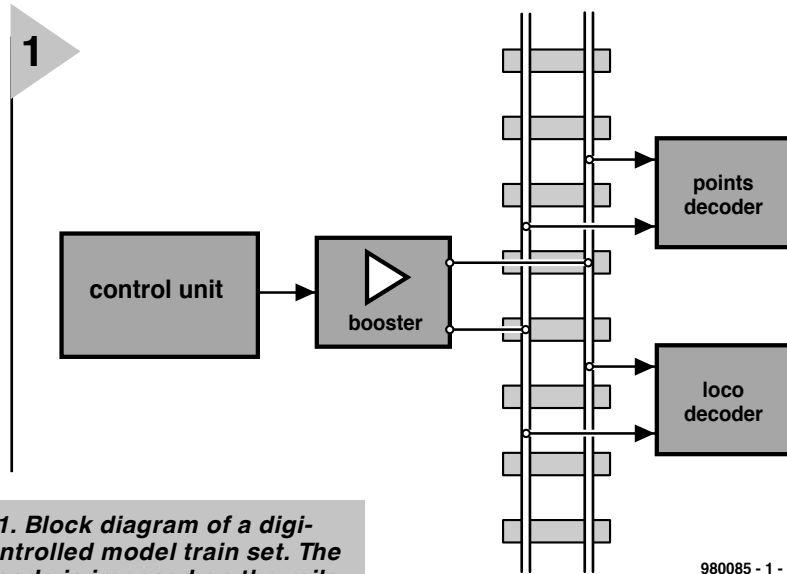 1
points
decoder
control unit
booster
loco
decoder
1. Block diagram of a digi-
ntrolled model train set. The
980085 - 1 -